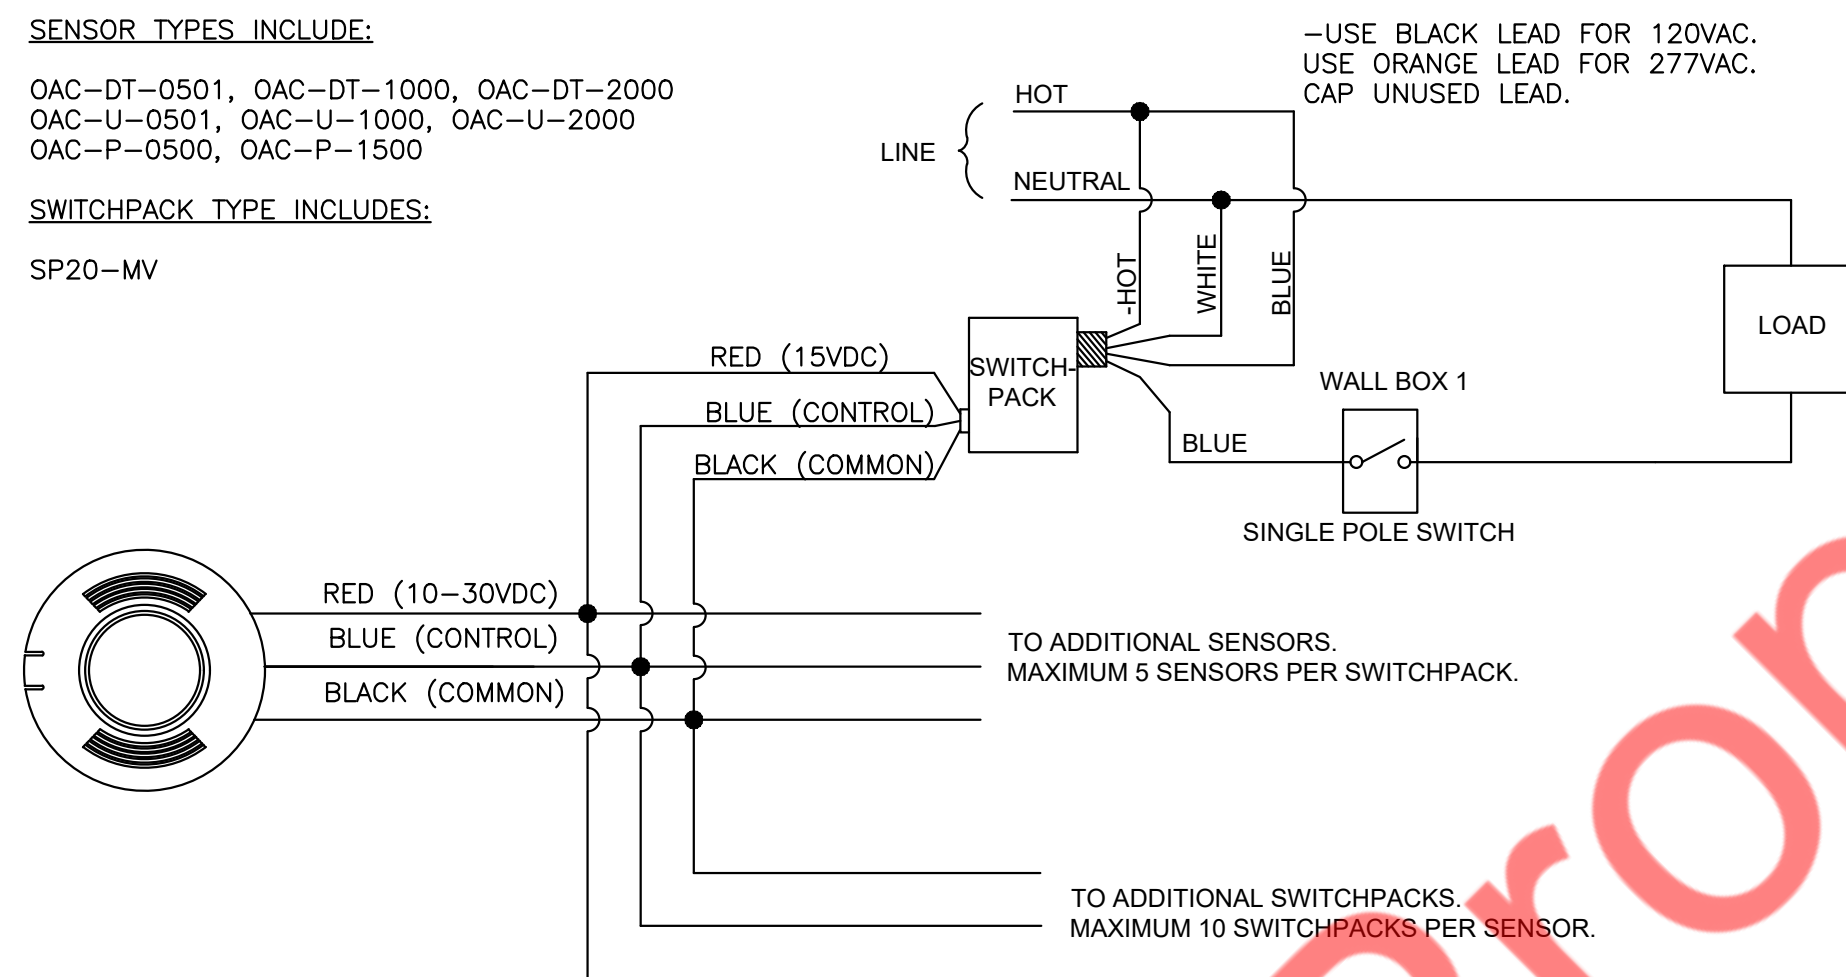 SENSOR TYPES INCLUDE:
OAC-DT-0501, OAC-DT-1000, OAC-DT-2000
OAC-U-0501, OAC-U-1000, OAC-U-2000
OAC-P-0500, OAC-P-1500
SWITCHPACK TYPE INCLUDES:
SP20-MV
-USE BLACK LEAD FOR 120VAC.
USE ORANGE LEAD FOR 277VAC.
CAP UNUSED LEAD.
HOT
LINE
NEUTRAL
-HOT
WHITE
BLUE
LOAD
SWITCH-
PACK
RED (15VDC)
BLUE (CONTROL)
BLACK (COMMON)
WALL BOX 1
BLUE
SINGLE POLE SWITCH
RED (10-30VDC)
BLUE (CONTROL)
BLACK (COMMON)
TO ADDITIONAL SENSORS.
MAXIMUM 5 SENSORS PER SWITCHPACK.
TO ADDITIONAL SWITCHPACKS.
MAXIMUM 10 SWITCHPACKS PER SENSOR.